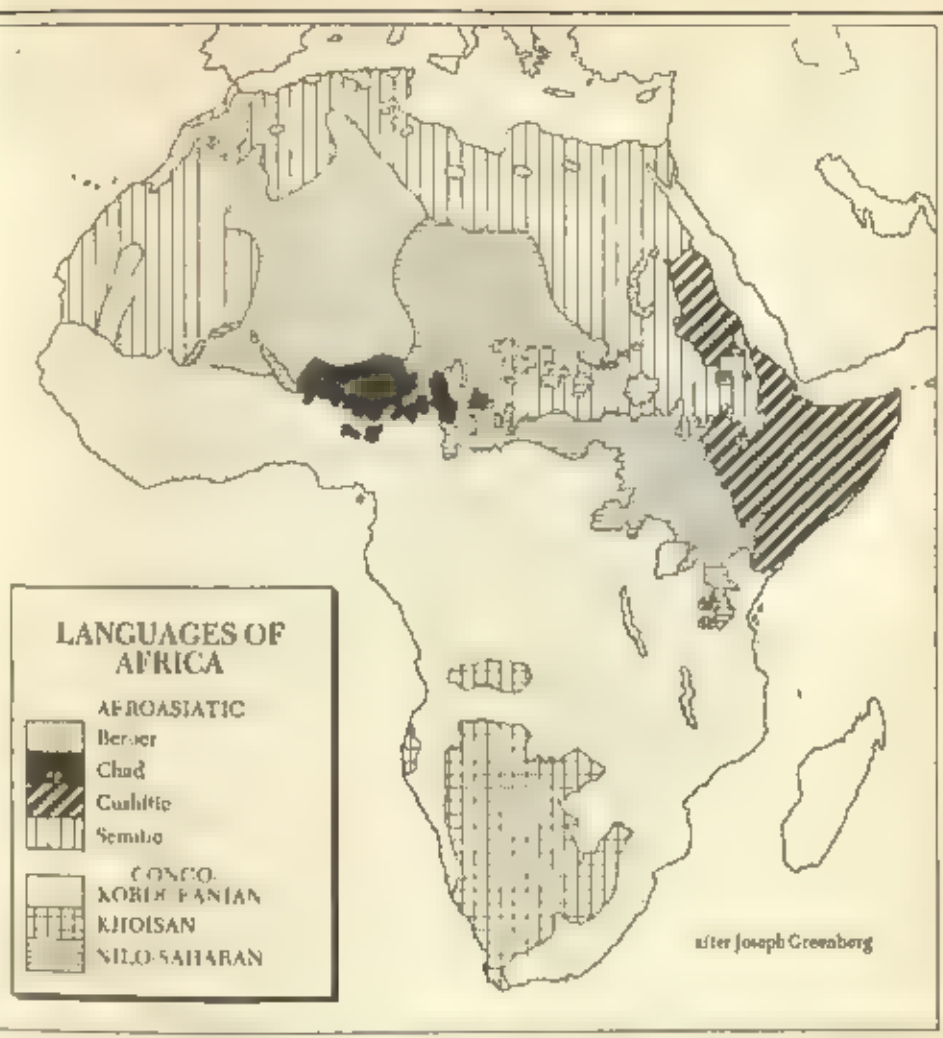 LANGUAGES OF
AFRICA
AFROASIATIC
Berber
Chad
Cushitic
Semitic
CONGO-
KORDOFANIAN
KHOISAN
NILO-SAHARAN
after Joseph Greenberg